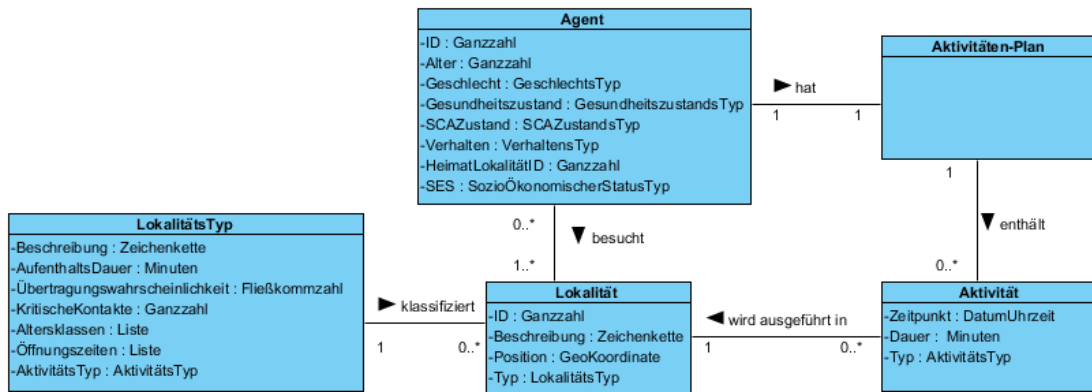 Agent
-ID : Ganzzahl
-Alter : Ganzzahl
-Geschlecht : GeschlechtsTyp
-Gesundheitszustand : GesundheitszustandsTyp
-SCAZustand : SCAZustandsTyp
-Verhalten : VerhaltensTyp
-HeimatLokalitätID : Ganzzahl
-SES : SozioÖkonomischerStatusTyp
hat
1
1
Aktivitäten-Plan
1
enthält
0..*
0..*
besucht
1..*
LokalitätsTyp
-Beschreibung : Zeichenkette
-AufenthaltsDauer : Minuten
-Übertragungswahrscheinlichkeit : Fließkommzahl
-KritischeKontakte : Ganzzahl
-Altersklassen : Liste
-Öffnungszeiten : Liste
-AktivitätsTyp : AktivitätsTyp
klassifiziert
1
0..*
Lokalität
-ID : Ganzzahl
-Beschreibung : Zeichenkette
-Position : GeoKoordinate
-Typ : LokalitätsTyp
wird ausgeführt in
1
0..*
Aktivität
-Zeitpunkt : DatumUhrzeit
-Dauer : Minuten
-Typ : AktivitätsTyp